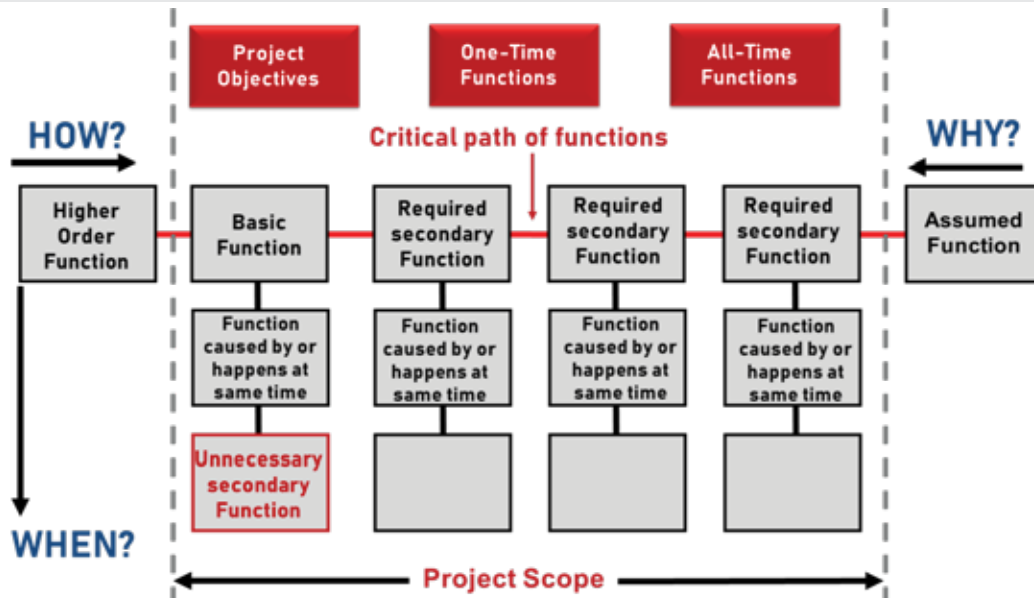 Project
Objectives
One-Time
Functions
All-Time
Functions
HOW?
Critical path of functions
WHY?
Higher
Order
Function
Basic
Function
Required
secondary
Function
Required
secondary
Function
Required
secondary
Function
Assumed
Function
Function
caused by or
happens at
same time
Function
caused by or
happens at
same time
Function
caused by or
happens at
same time
Function
caused by or
happens at
same time
Unnecessary
secondary
Function
WHEN?
Project Scope